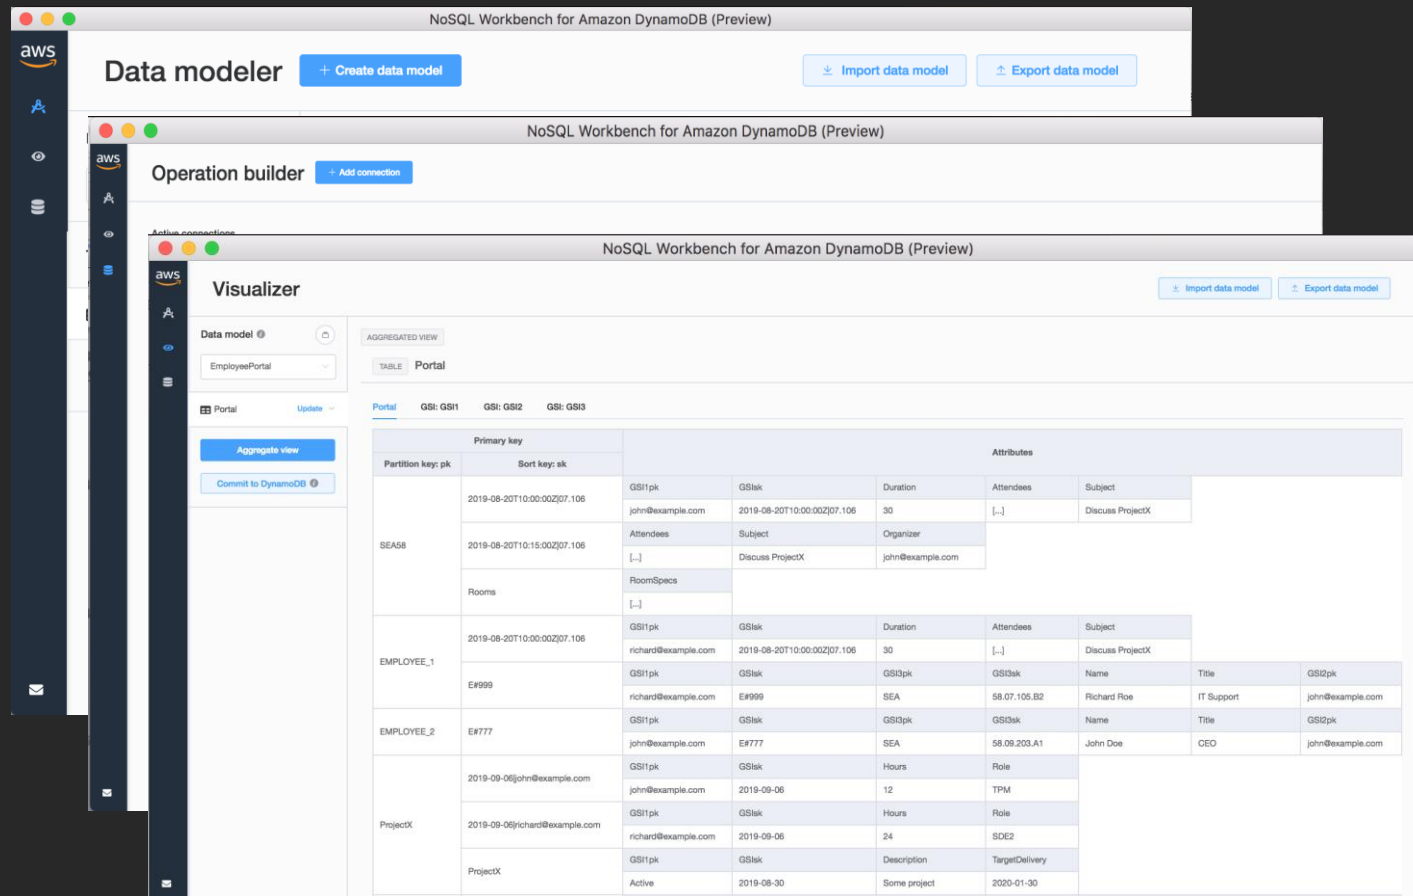 NoSQL Workbench for Amazon DynamoDB (Preview)
aws
Data modeler
+ Create data model
Import data model
Export data model
NoSQL Workbench for Amazon DynamoDB (Preview)
aws
Operation builder
+ Add connection
Active connections
NoSQL Workbench for Amazon DynamoDB (Preview)
aws
Visualizer
Import data model
Export data model
Data model
EmployeePortal
Portal Update
Aggregate view
Commit to DynamoDB
AGGREGATED VIEW
TABLE Portal
Portal GSI: GSI1 GSI: GSI2 GSI: GSI3
Primary key Attributes
Partition key: pk Sort key: sk
SEA58
2019-08-20T10:00:00Z|07.106
GSI1pk GSIsk Duration Attendees Subject
john@example.com 2019-08-20T10:00:00Z|07.106 30 [...] Discuss ProjectX
2019-08-20T10:15:00Z|07.106
Attendees Subject Organizer
[...] Discuss ProjectX john@example.com
Rooms
RoomSpecs
[...]
EMPLOYEE_1
2019-08-20T10:00:00Z|07.106
GSI1pk GSIsk Duration Attendees Subject
richard@example.com 2019-08-20T10:00:00Z|07.106 30 [...] Discuss ProjectX
E#999
GSI1pk GSIsk GSI3pk GSI3sk Name Title GSI2pk
richard@example.com E#999 SEA 58.07.105.B2 Richard Roe IT Support john@example.com
EMPLOYEE_2
E#777
GSI1pk GSIsk GSI3pk GSI3sk Name Title GSI2pk
john@example.com E#777 SEA 58.09.203.A1 John Doe CEO john@example.com
ProjectX
2019-09-06|john@example.com
GSI1pk GSIsk Hours Role
john@example.com 2019-09-06 12 TPM
2019-09-06|richard@example.com
GSI1pk GSIsk Hours Role
richard@example.com 2019-09-06 24 SDE2
ProjectX
GSI1pk GSIsk Description TargetDelivery
Active 2019-08-30 Some project 2020-01-30